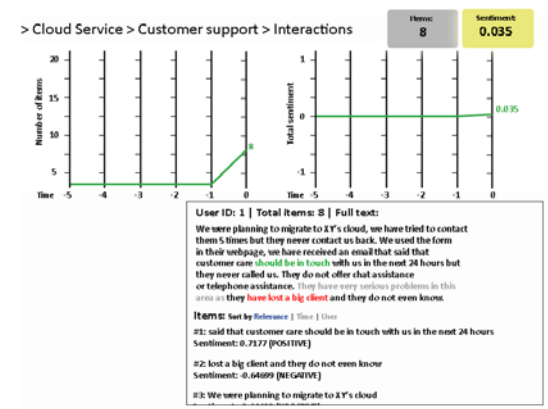 > Cloud Service > Customer support > Interactions
Items:
8
Sentiment:
0.035
Number of items
20
15
10
5
8
Time -5 -4 -3 -2 -1 0
Total sentiment
1
0
-1
0.035
Time -5 -4 -3 -2 -1 0
User ID: 1 | Total items: 8 | Full text:
We were planning to migrate to XY's cloud, we have tried to contact
them 5 times but they never contact us back. We used the form
in their webpage, we have received an email that said that
customer care should be in touch with us in the next 24 hours but
they never called us. They do not offer chat assistance
or telephone assistance. They have very serious problems in this
area as they have lost a big client and they do not even know.
Items: Sort by Relevance | Time | User
#1: said that customer care should be in touch with us in the next 24 hours
Sentiment: 0.7177 (POSITIVE)
#2: lost a big client and they do not even know
Sentiment: -0.64699 (NEGATIVE)
#3: We were planning to migrate to XY's cloud